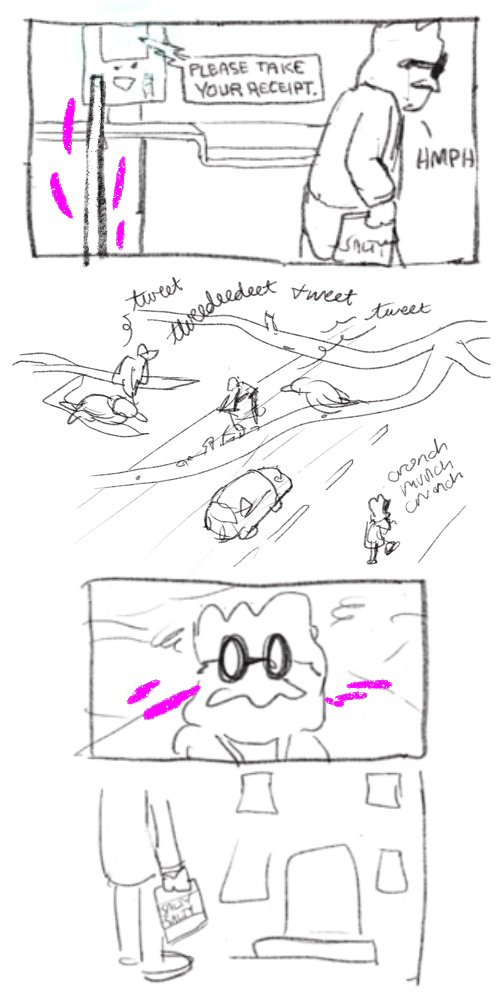 PLEASE TAKE
YOUR RECEIPT.
HMPH
SALTY
tweet
tweedeedeet tweet
tweet
crunch
munch
crunch
SALTY
SALTY